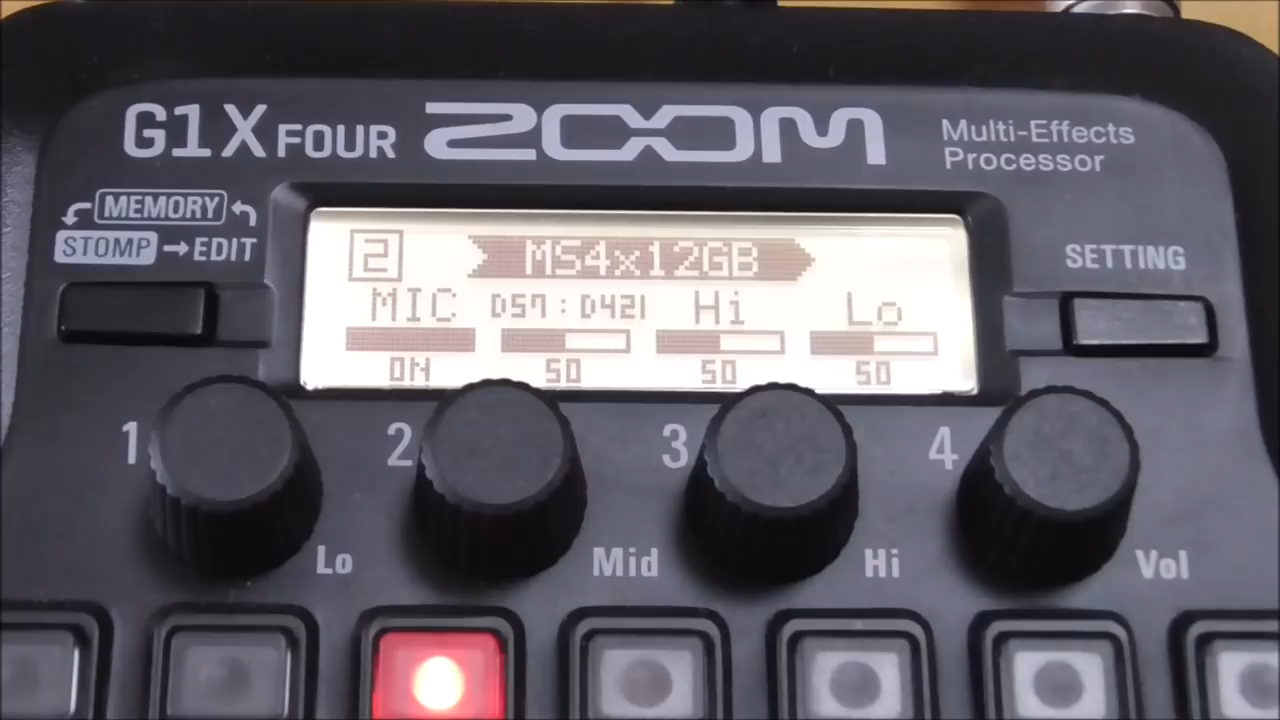 G1X FOUR ZOOM Multi-Effects Processor
MEMORY
STOMP → EDIT
SETTING
2 MS4x12GB
MIC D57:D421 Hi Lo
ON 50 50 50
1 2 3 4
Lo Mid Hi Vol